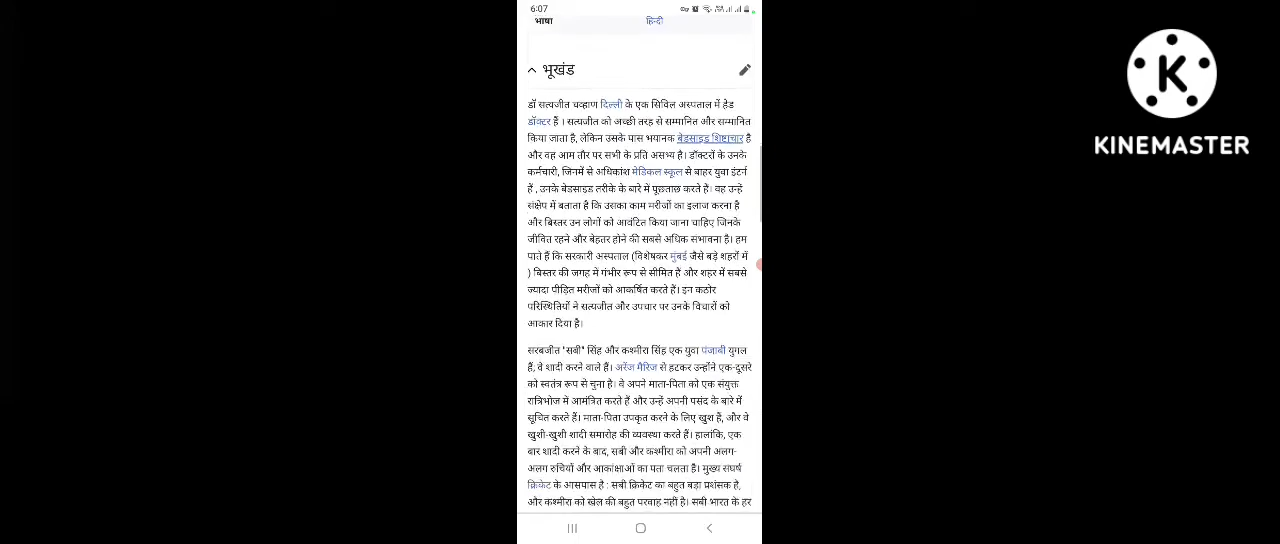 6:07
भाषा हिन्दी
भूखंड
KINEMASTER
डॉ सत्यजीत चव्हाण दिल्ली के एक सिविल अस्पताल में हेड
डॉक्टर हैं । सत्यजीत को अच्छी तरह से सम्मानित और सम्मानित
किया जाता है, लेकिन उसके पास भयानक बेडसाइड शिष्टाचार है
और वह आम तौर पर सभी के प्रति असभ्य है। डॉक्टरों के उनके
कर्मचारी, जिनमें से अधिकांश मेडिकल स्कूल से बाहर युवा इंटर्न
हैं , उनके बेडसाइड तरीके के बारे में पूछताछ करते हैं। वह उन्हें
संक्षेप में बताता है कि उसका काम मरीजों का इलाज करना है
और बिस्तर उन लोगों को आवंटित किया जाना चाहिए जिनके
जीवित रहने और बेहतर होने की सबसे अधिक संभावना है। हम
पाते हैं कि सरकारी अस्पताल (विशेषकर मुंबई जैसे बड़े शहरों में
) बिस्तर की जगह में गंभीर रूप से सीमित हैं और शहर में सबसे
ज्यादा पीड़ित मरीजों को आकर्षित करते हैं। इन कठोर
परिस्थितियों ने सत्यजीत और उपचार पर उनके विचारों को
आकार दिया है।
सरबजीत "सबी" सिंह और कश्मीरा सिंह एक युवा पंजाबी युगल
हैं; वे शादी करने वाले हैं। अरेंज मैरिज से हटकर उन्होंने एक-दूसरे
को स्वतंत्र रूप से चुना है। वे अपने माता-पिता को एक संयुक्त
रात्रिभोज में आमंत्रित करते हैं और उन्हें अपनी पसंद के बारे में
सूचित करते हैं। माता-पिता उपकृत करने के लिए खुश हैं, और वे
खुशी-खुशी शादी समारोह की व्यवस्था करते हैं। हालांकि, एक
बार शादी करने के बाद, सबी और कश्मीरा को अपनी अलग-
अलग रुचियों और आकांक्षाओं का पता चलता है। मुख्य संघर्ष
क्रिकेट के आसपास है : सबी क्रिकेट का बहुत बड़ा प्रशंसक है,
और कश्मीरा को खेल की बहुत परवाह नहीं है। सबी भारत के हर